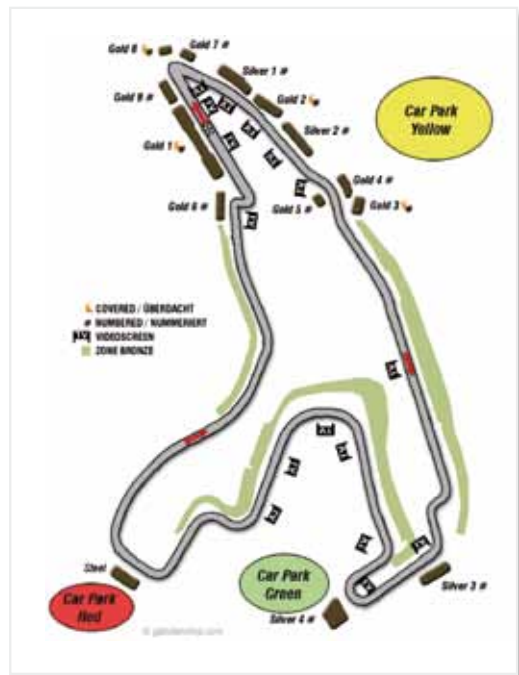 Gold 8
Gold 7 #
Silver 1 #
Gold 9 #
Gold 2
Car Park
Yellow
Gold 1
Silver 2 #
Gold 4 #
Gold 6 #
Gold 5 #
Gold 3
COVERED / ÜBERDACHT
# NUMBERED / NUMMERIERT
TV VIDEOSCREEN
ZONE BRONZE
Steel
Car Park
Red
Car Park
Green
Silver 3 #
Silver 4 #